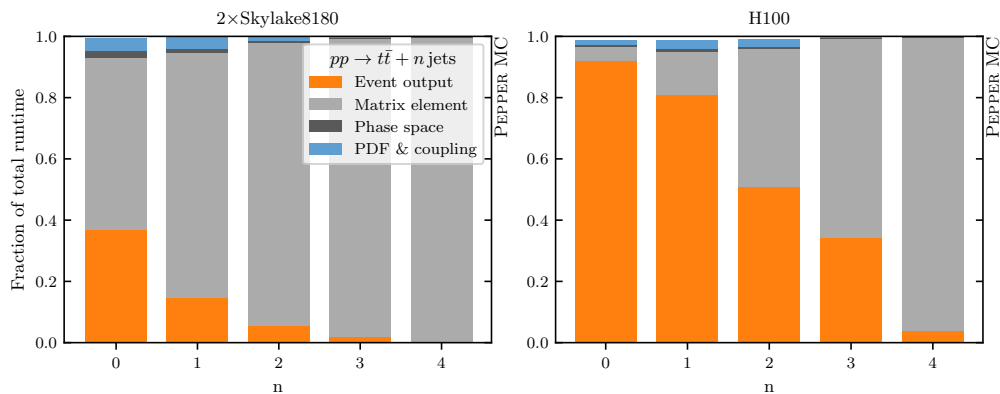 2×Skylake8180
H100
Fraction of total runtime
1.0
0.8
0.6
0.4
0.2
0.0
pp → tt̄ + n jets
Event output
Matrix element
Phase space
PDF & coupling
PEPPER MC
0 1 2 3 4
n
1.0
0.8
0.6
0.4
0.2
0.0
PEPPER MC
0 1 2 3 4
n